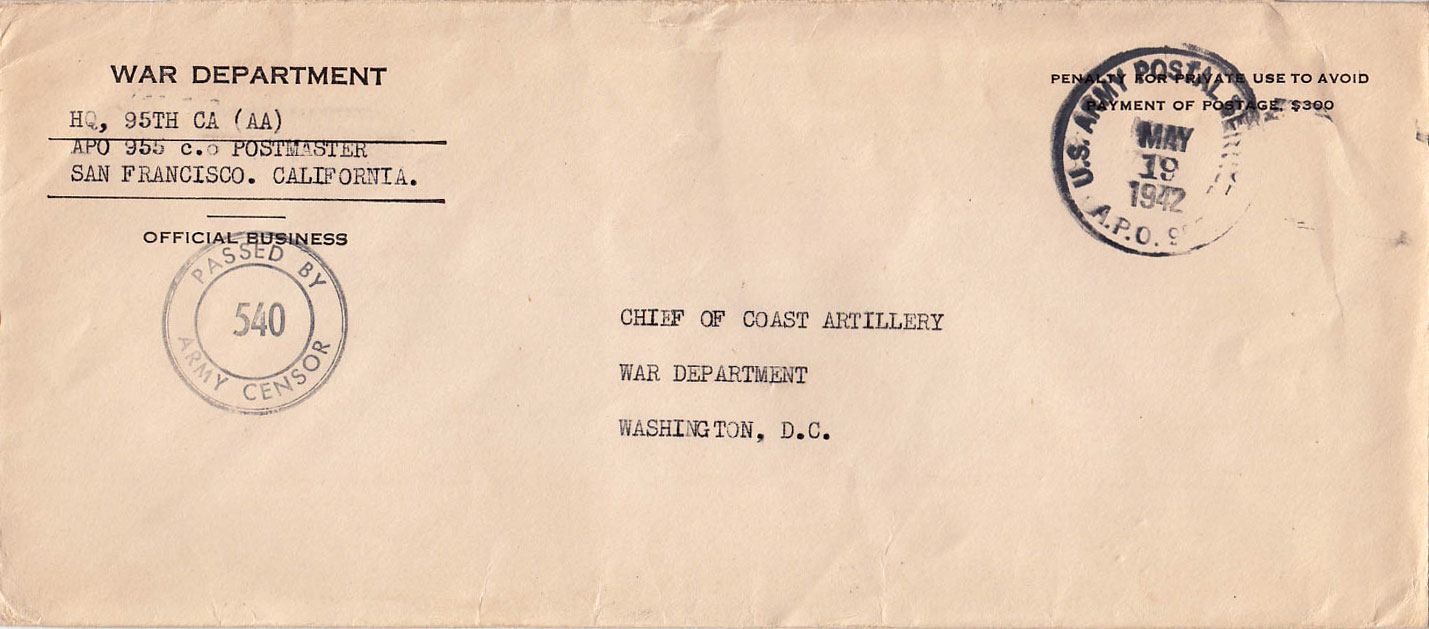 WAR DEPARTMENT
HQ, 95TH CA (AA)
APO 955 c.o POSTMASTER
SAN FRANCISCO. CALIFORNIA.
OFFICIAL BUSINESS
PASSED BY
540
ARMY CENSOR
PENALTY FOR PRIVATE USE TO AVOID
PAYMENT OF POSTAGE, $300
U.S. ARMY POSTAL SERVICE
MAY
19
1942
A.P.O.
CHIEF OF COAST ARTILLERY
WAR DEPARTMENT
WASHINGTON, D.C.